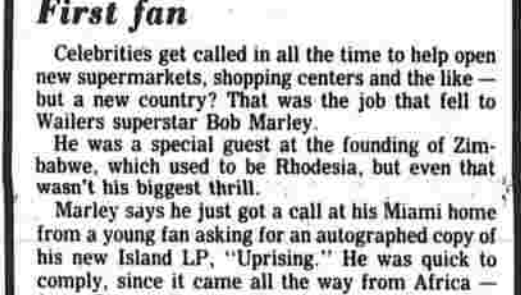 First fan
Celebrities get called in all the time to help open
new supermarkets, shopping centers and the like —
but a new country? That was the job that fell to
Wailers superstar Bob Marley.
He was a special guest at the founding of Zim-
babwe, which used to be Rhodesia, but even that
wasn't his biggest thrill.
Marley says he just got a call at his Miami home
from a young fan asking for an autographed copy of
his new Island LP, "Uprising." He was quick to
comply, since it came all the way from Africa —